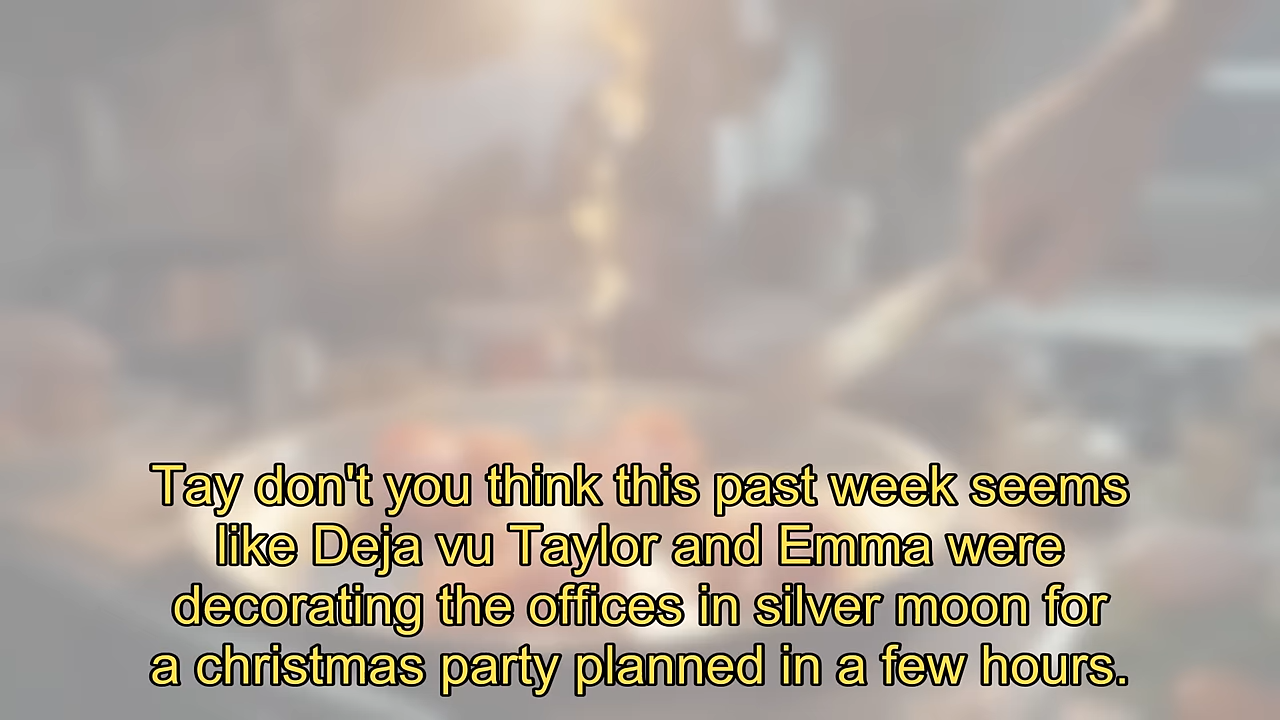 Tay don't you think this past week seems
like Deja vu Taylor and Emma were
decorating the offices in silver moon for
a christmas party planned in a few hours.